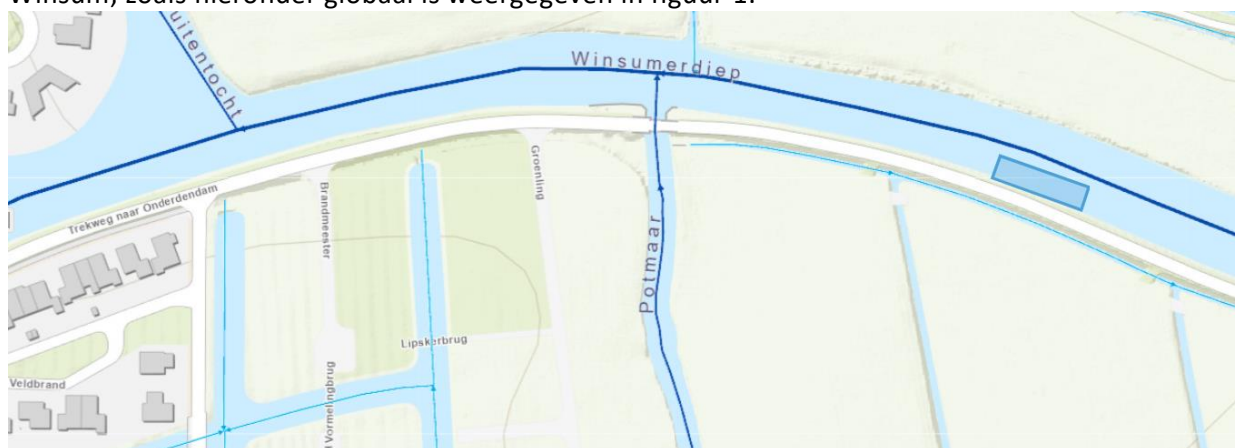 Winsum, zoals hieronder globaal is weergegeven in figuur 1.
uitentocht
Winsumerdiep
Trekweg naar Onderdendam
Brandmeester
Groenling
Potmaar
Lipskerbrug
Veldbrand
Vormelingbrug